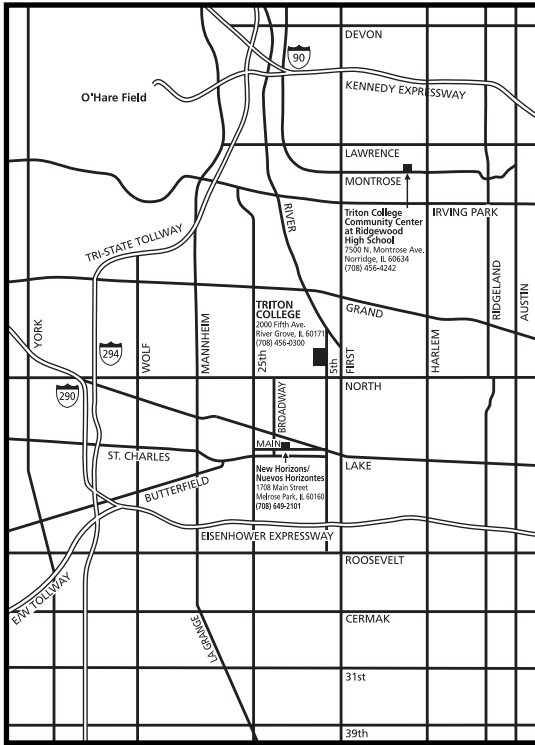 DEVON
90
KENNEDY EXPRESSWAY
O'Hare Field
LAWRENCE
MONTROSE
RIVER
Triton College
Community Center
at Ridgewood
High School
7500 N. Montrose Ave.
Norridge, IL 60634
(708) 456-4242
IRVING PARK
TRI-STATE TOLLWAY
RIDGELAND
AUSTIN
TRITON
COLLEGE
2000 Fifth Ave.
River Grove, IL 60171
(708) 456-0300
GRAND
YORK
294
WOLF
MANNHEIM
25th
5th
FIRST
HARLEM
290
NORTH
BROADWAY
MAIN
ST. CHARLES
LAKE
BUTTERFIELD
New Horizons/
Nuevos Horizontes
1708 Main Street
Melrose Park, IL 60160
(708) 649-2101
EISENHOWER EXPRESSWAY
ROOSEVELT
E/W TOLLWAY
LA GRANGE
CERMAK
31st
39th